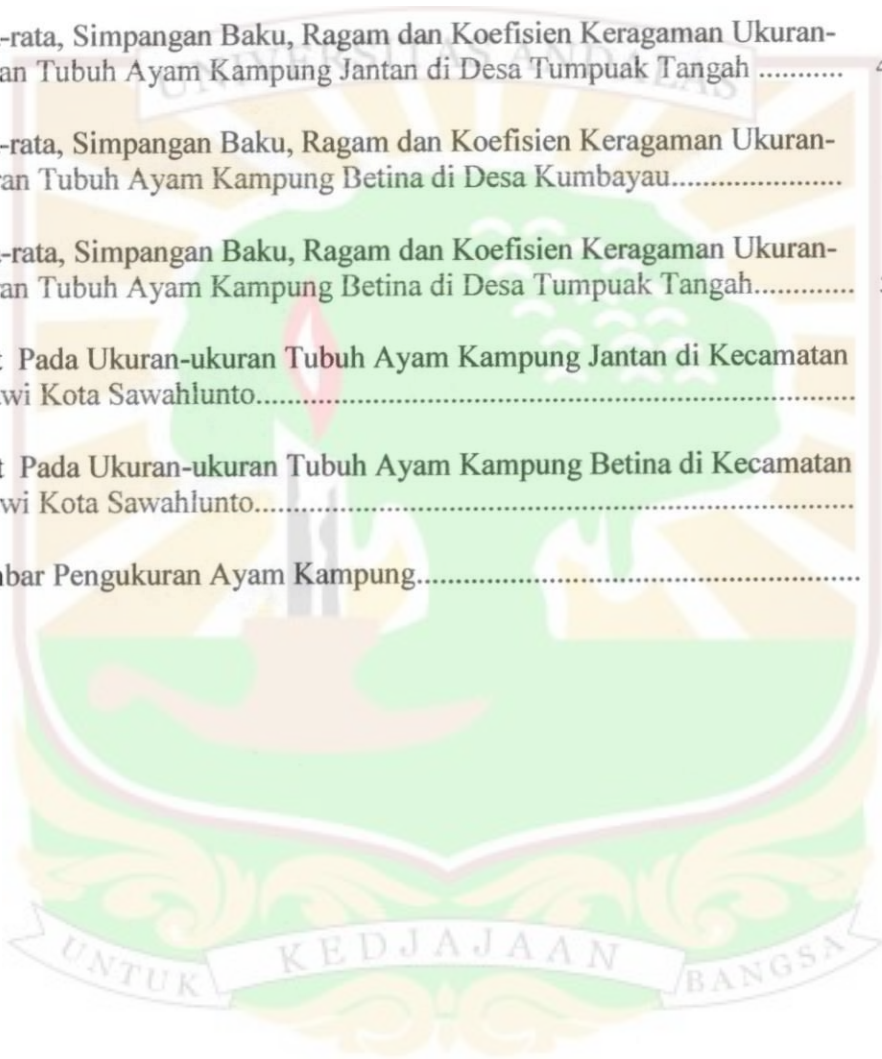 -rata, Simpangan Baku, Ragam dan Koefisien Keragaman Ukuran-
an Tubuh Ayam Kampung Jantan di Desa Tumpuak Tangah ...........
-rata, Simpangan Baku, Ragam dan Koefisien Keragaman Ukuran-
an Tubuh Ayam Kampung Betina di Desa Kumbayau......................
-rata, Simpangan Baku, Ragam dan Koefisien Keragaman Ukuran-
an Tubuh Ayam Kampung Betina di Desa Tumpuak Tangah.............
t Pada Ukuran-ukuran Tubuh Ayam Kampung Jantan di Kecamatan
wi Kota Sawahlunto...........................................................................
t Pada Ukuran-ukuran Tubuh Ayam Kampung Betina di Kecamatan
wi Kota Sawahlunto...........................................................................
bar Pengukuran Ayam Kampung........................................................
UNIVERSITAS ANDALAS
UNTUK KEDJAJAAN BANGSA